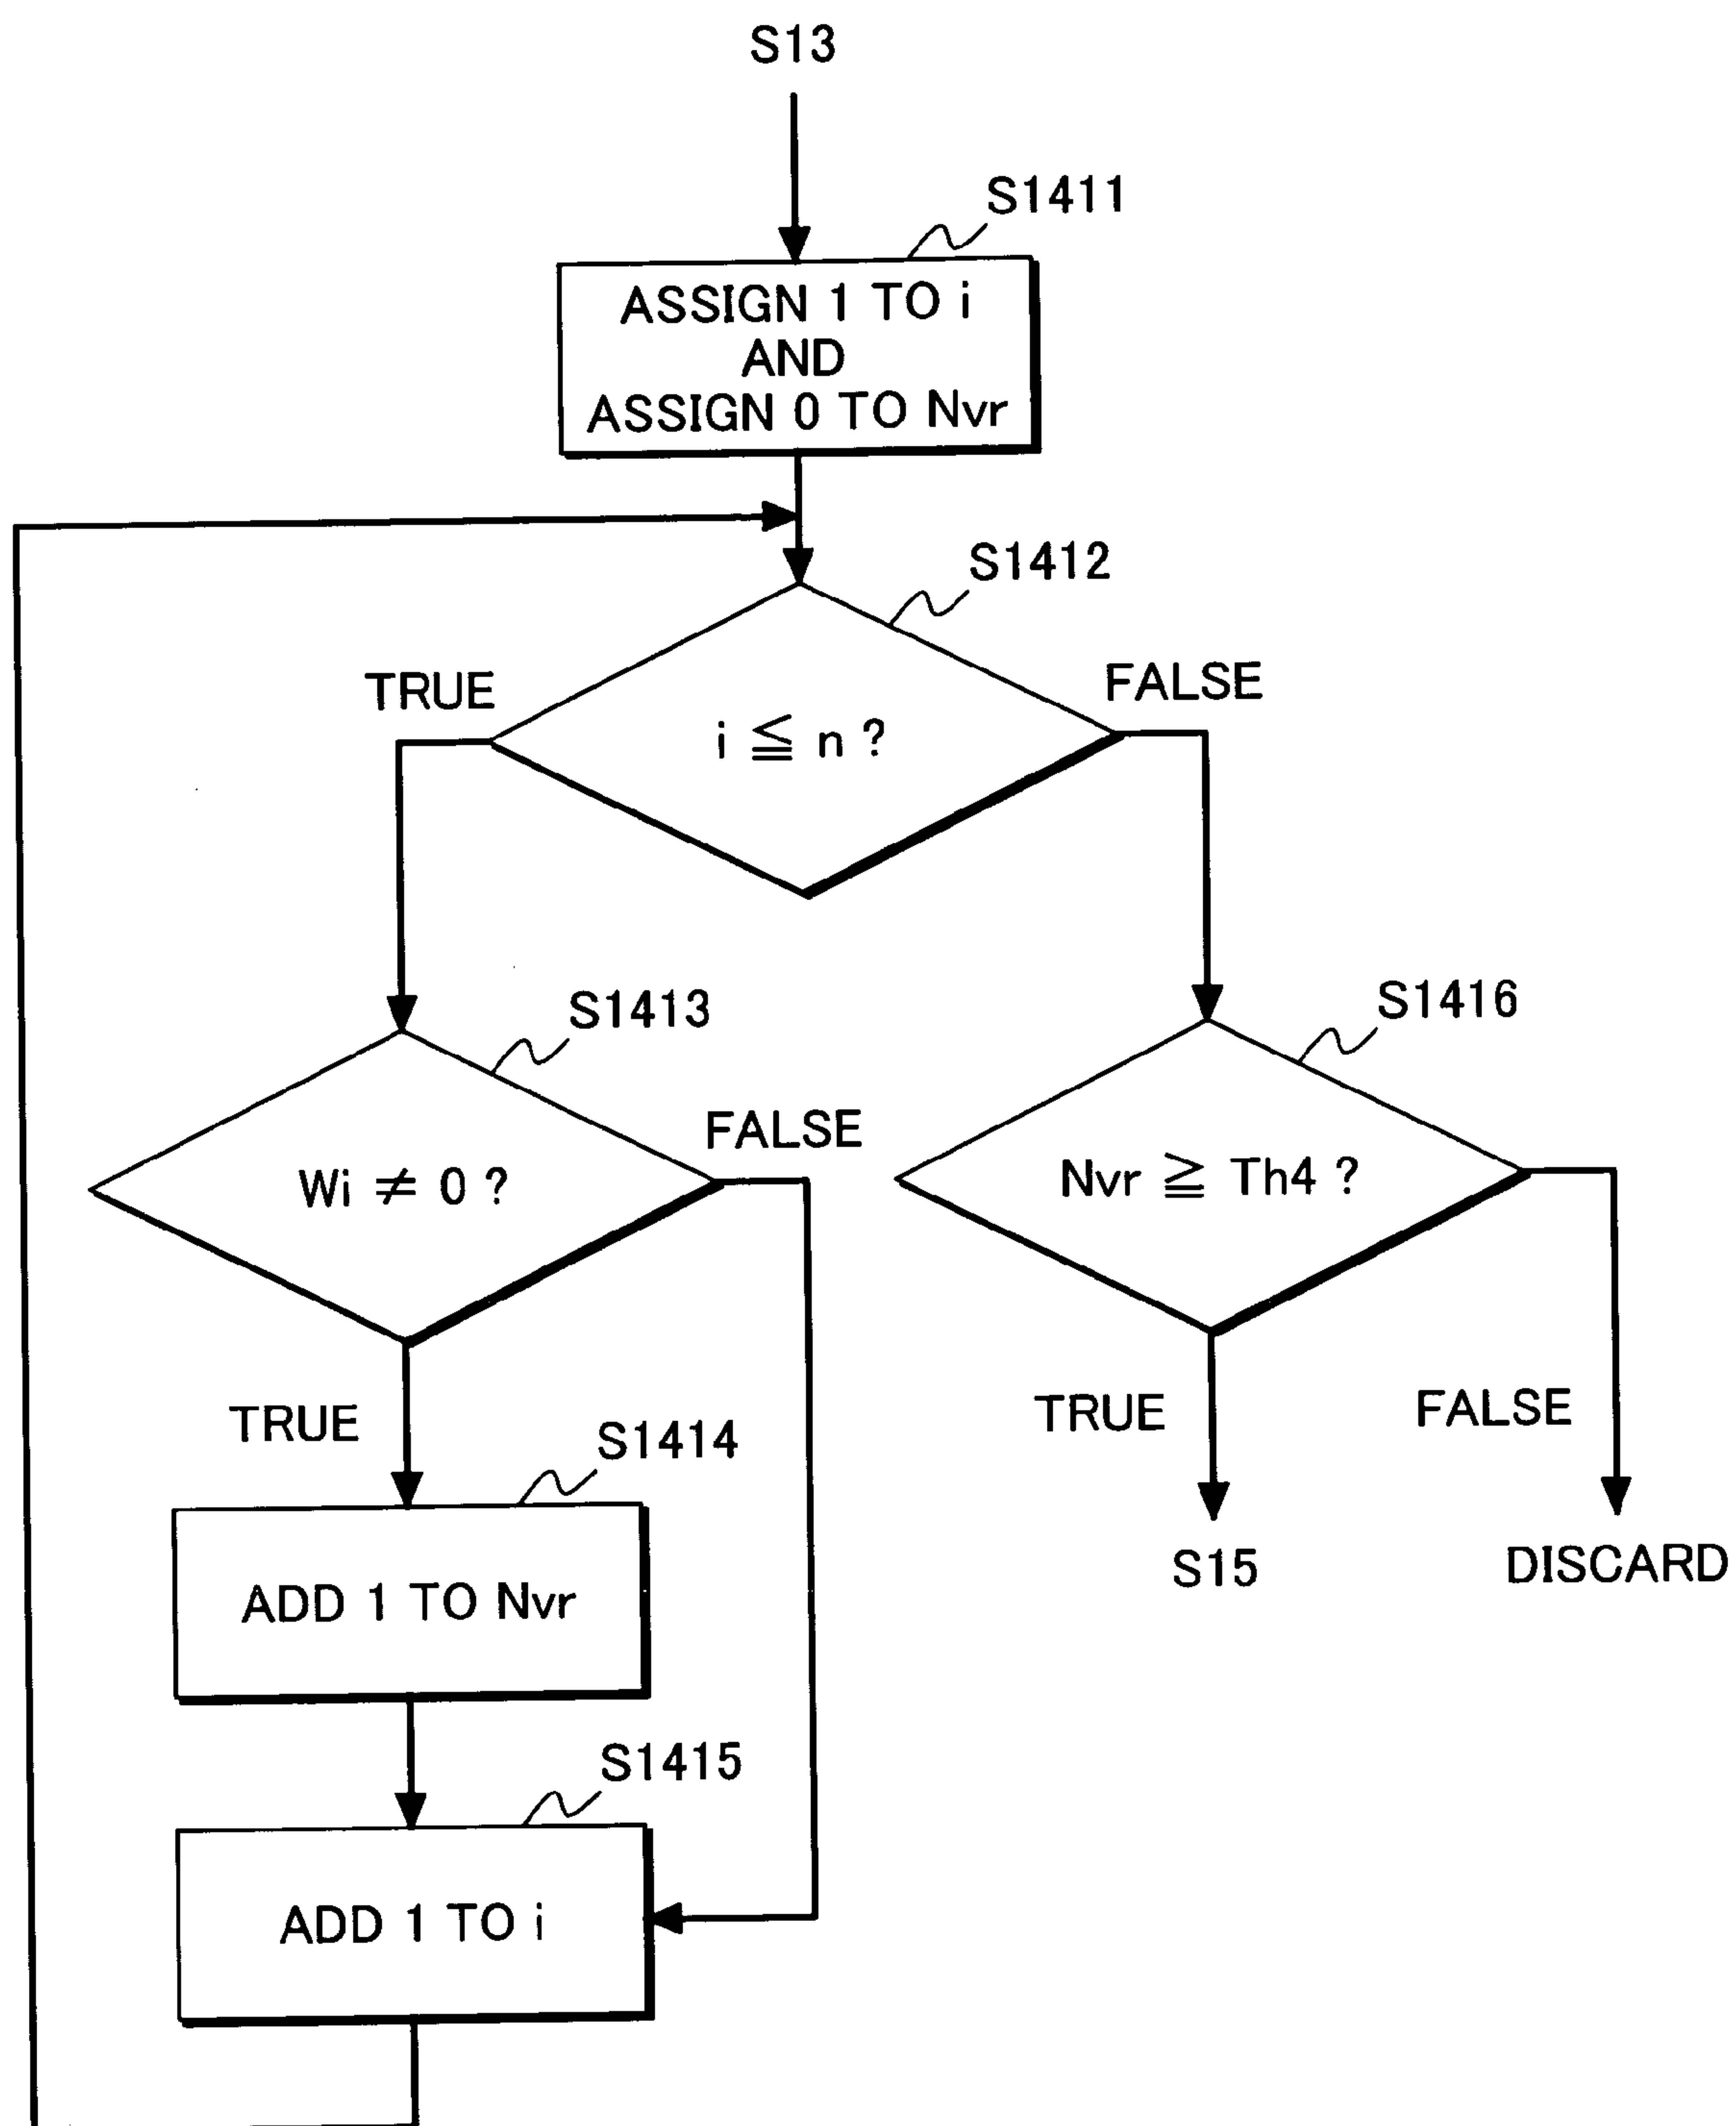 S13
S1411
ASSIGN 1 TO i
AND
ASSIGN 0 TO Nvr
S1412
TRUE
FALSE
i ≦ n ?
S1413
S1416
FALSE
Wi ≠ 0 ?
Nvr ≧ Th4 ?
TRUE
S1414
TRUE
FALSE
ADD 1 TO Nvr
S15
DISCARD
S1415
ADD 1 TO i